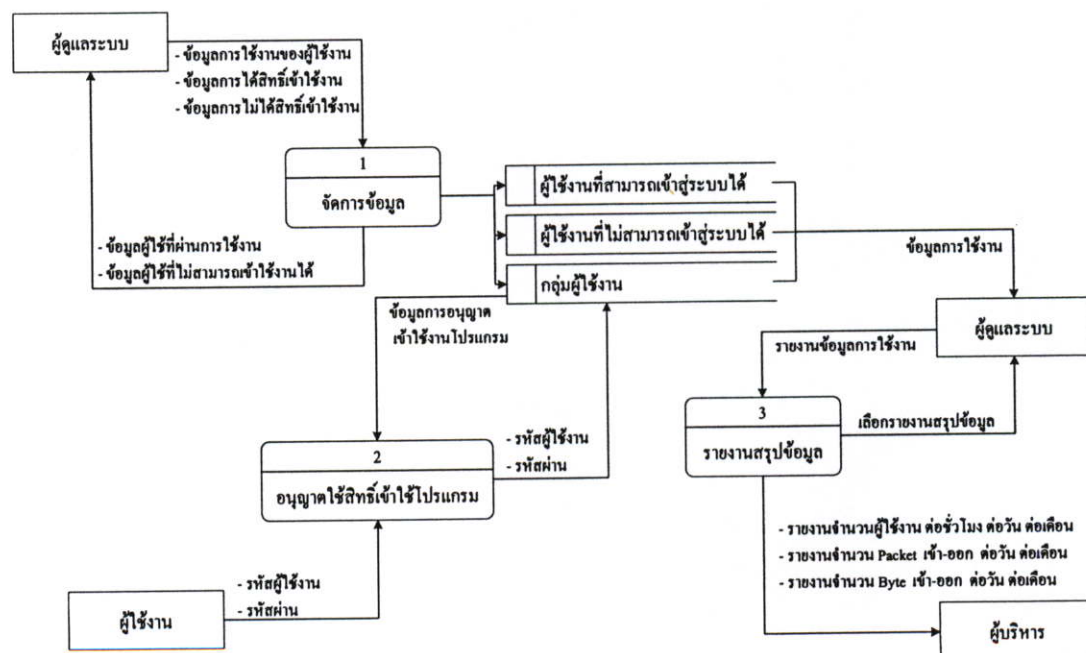 ผู้ดูแลระบบ
- ข้อมูลการใช้งานของผู้ใช้งาน
- ข้อมูลการได้สิทธิ์เข้าใช้งาน
- ข้อมูลการไม่ได้สิทธิ์เข้าใช้งาน
1
จัดการข้อมูล
ผู้ใช้งานที่สามารถเข้าสู่ระบบได้
ผู้ใช้งานที่ไม่สามารถเข้าสู่ระบบได้
กลุ่มผู้ใช้งาน
- ข้อมูลผู้ใช้ที่ผ่านการใช้งาน
- ข้อมูลผู้ใช้ที่ไม่สามารถเข้าใช้งานได้
ข้อมูลการใช้งาน
ข้อมูลการอนุญาต
เข้าใช้งานโปรแกรม
ผู้ดูแลระบบ
รายงานข้อมูลการใช้งาน
3
รายงานสรุปข้อมูล
เลือกรายงานสรุปข้อมูล
2
อนุญาตใช้สิทธิ์เข้าใช้โปรแกรม
- รหัสผู้ใช้งาน
- รหัสผ่าน
- รายงานจำนวนผู้ใช้งาน ต่อชั่วโมง ต่อวัน ต่อเดือน
- รายงานจำนวน Packet เข้า-ออก ต่อวัน ต่อเดือน
- รายงานจำนวน Byte เข้า-ออก ต่อวัน ต่อเดือน
- รหัสผู้ใช้งาน
- รหัสผ่าน
ผู้ใช้งาน
ผู้บริหาร